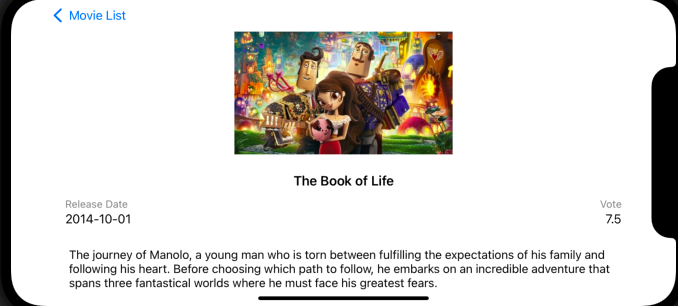 Movie List
The Book of Life
Release Date
Vote
2014-10-01
7.5
The journey of Manolo, a young man who is torn between fulfilling the expectations of his family and
following his heart. Before choosing which path to follow, he embarks on an incredible adventure that
spans three fantastical worlds where he must face his greatest fears.